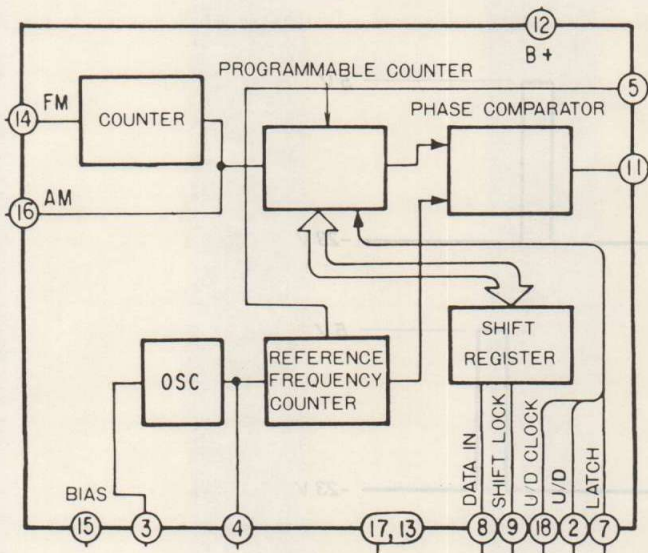 12
B+
PROGRAMMABLE COUNTER
5
14
FM
COUNTER
PHASE COMPARATOR
11
16
AM
OSC
REFERENCE
FREQUENCY
COUNTER
SHIFT
REGISTER
DATA IN
SHIFT LOCK
U/D CLOCK
U/D
LATCH
BIAS
15
3
4
17, 13
8
9
18
2
7